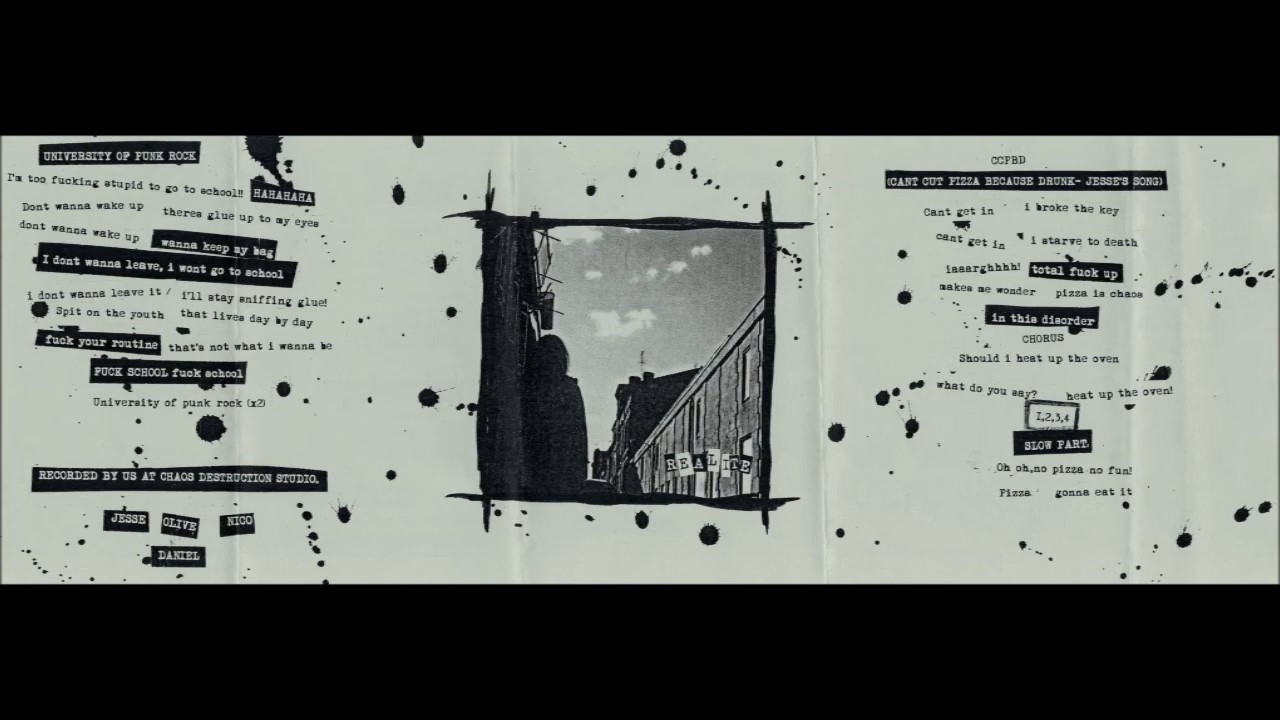 UNIVERSITY OF PUNK ROCK
I'm too fucking stupid to go to school!! HAHAHAHA
Dont wanna wake up theres glue up to my eyes
dont wanna wake up wanna keep my bag
I dont wanna leave, i wont go to school
i dont wanna leave it / i'll stay sniffing glue!
Spit on the youth that lives day by day
fuck your routine that's not what i wanna be
FUCK SCHOOL fuck school
University of punk rock (x2)
RECORDED BY US AT CHAOS DESTRUCTION STUDIO.
JESSE OLIVE NICO
DANIEL
REALITE
CCPBD
(CANT CUT PIZZA BECAUSE DRUNK- JESSE'S SONG)
Cant get in i broke the key
cant get in i starve to death
iaaarghhhh! total fuck up
makes me wonder pizza is chaos
in this disorder
CHORUS
Should i heat up the oven
what do you say? heat up the oven!
1,2,3,4
SLOW PART.
Oh oh,no pizza no fun!
Pizza gonna eat it